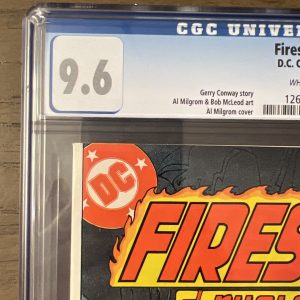 CGC UNIVE
9.6
Fires
D.C. C
WH
Gerry Conway story
Al Milgrom & Bob McLeod art
Al Milgrom cover
126
DC
FIRES